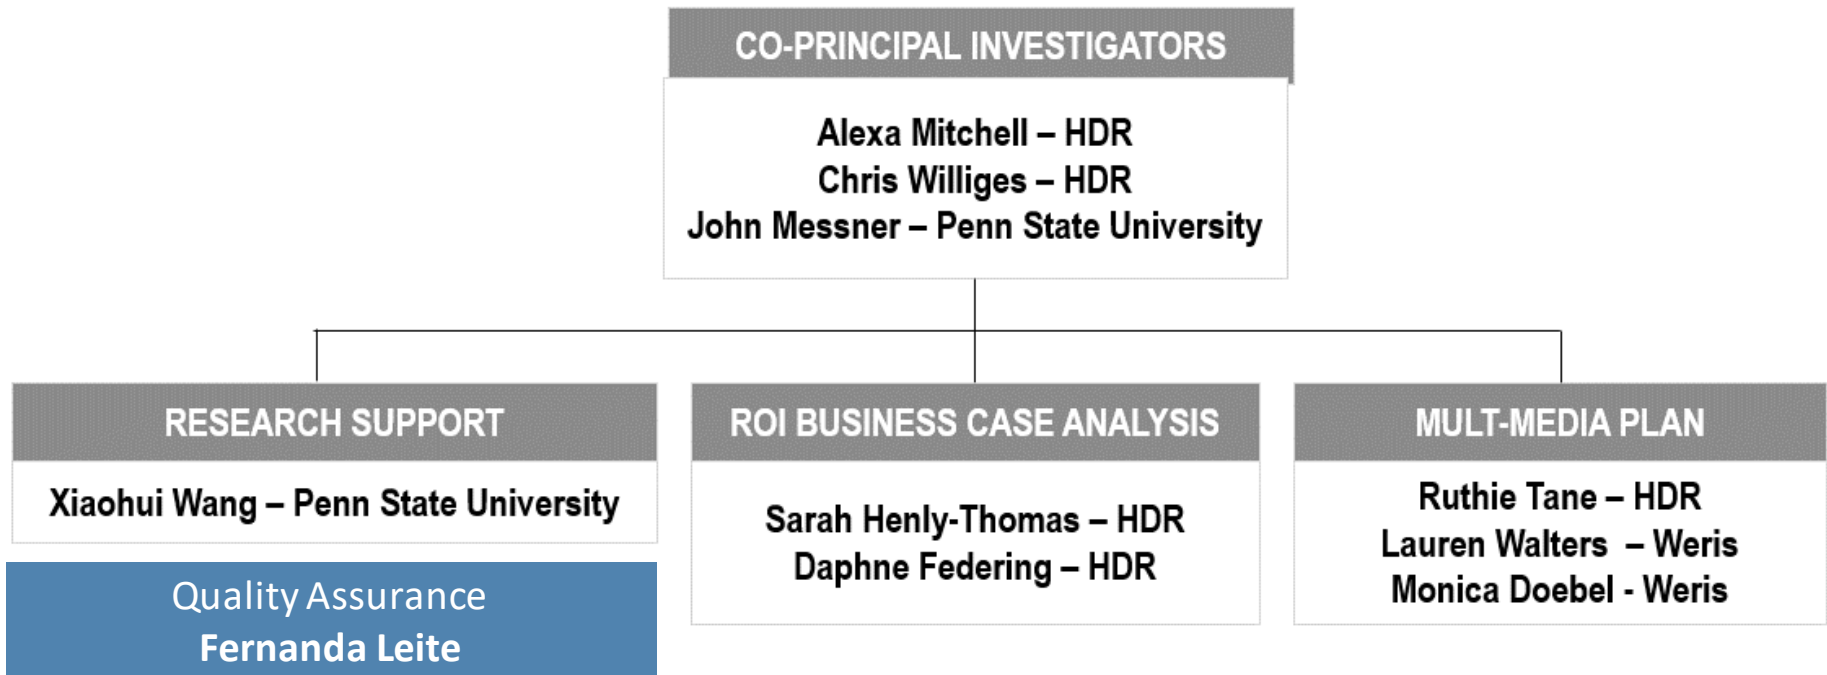 CO-PRINCIPAL INVESTIGATORS
Alexa Mitchell – HDR
Chris Williges – HDR
John Messner – Penn State University
RESEARCH SUPPORT
Xiaohui Wang – Penn State University
Quality Assurance
Fernanda Leite
ROI BUSINESS CASE ANALYSIS
Sarah Henly-Thomas – HDR
Daphne Federing – HDR
MULT-MEDIA PLAN
Ruthie Tane – HDR
Lauren Walters – Weris
Monica Doebel - Weris